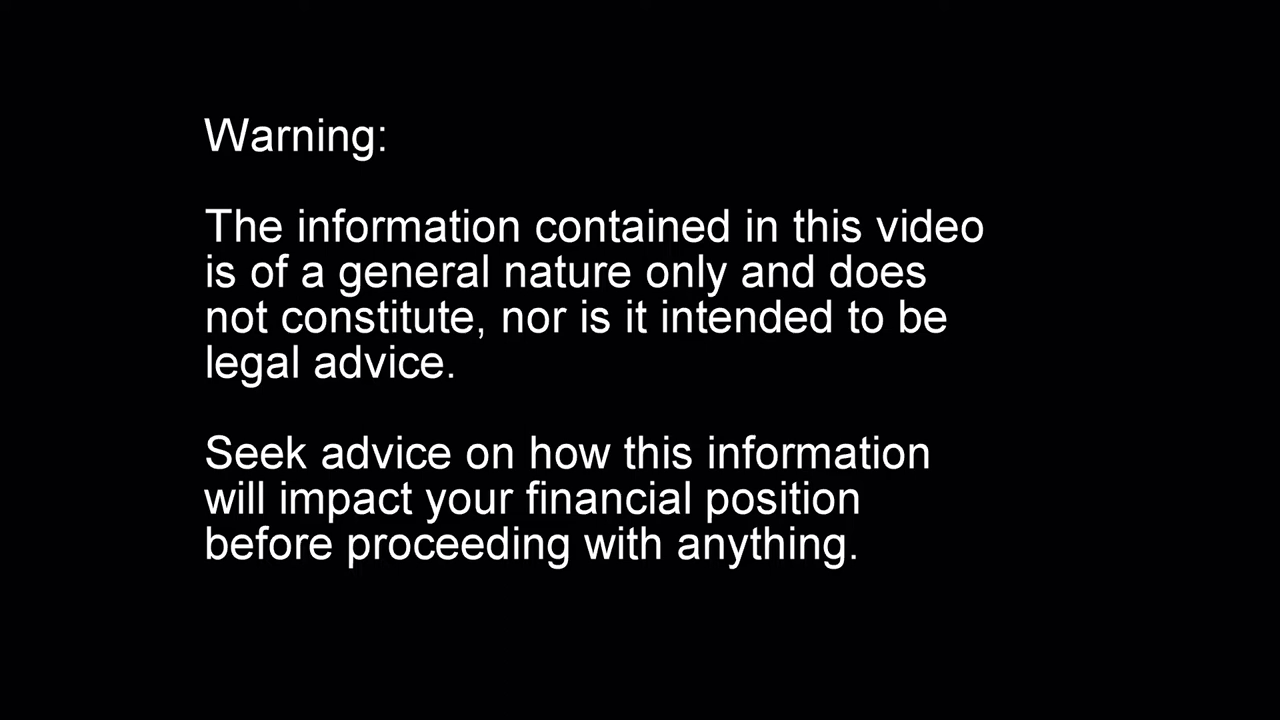 Warning:
The information contained in this video
is of a general nature only and does
not constitute, nor is it intended to be
legal advice.
Seek advice on how this information
will impact your financial position
before proceeding with anything.